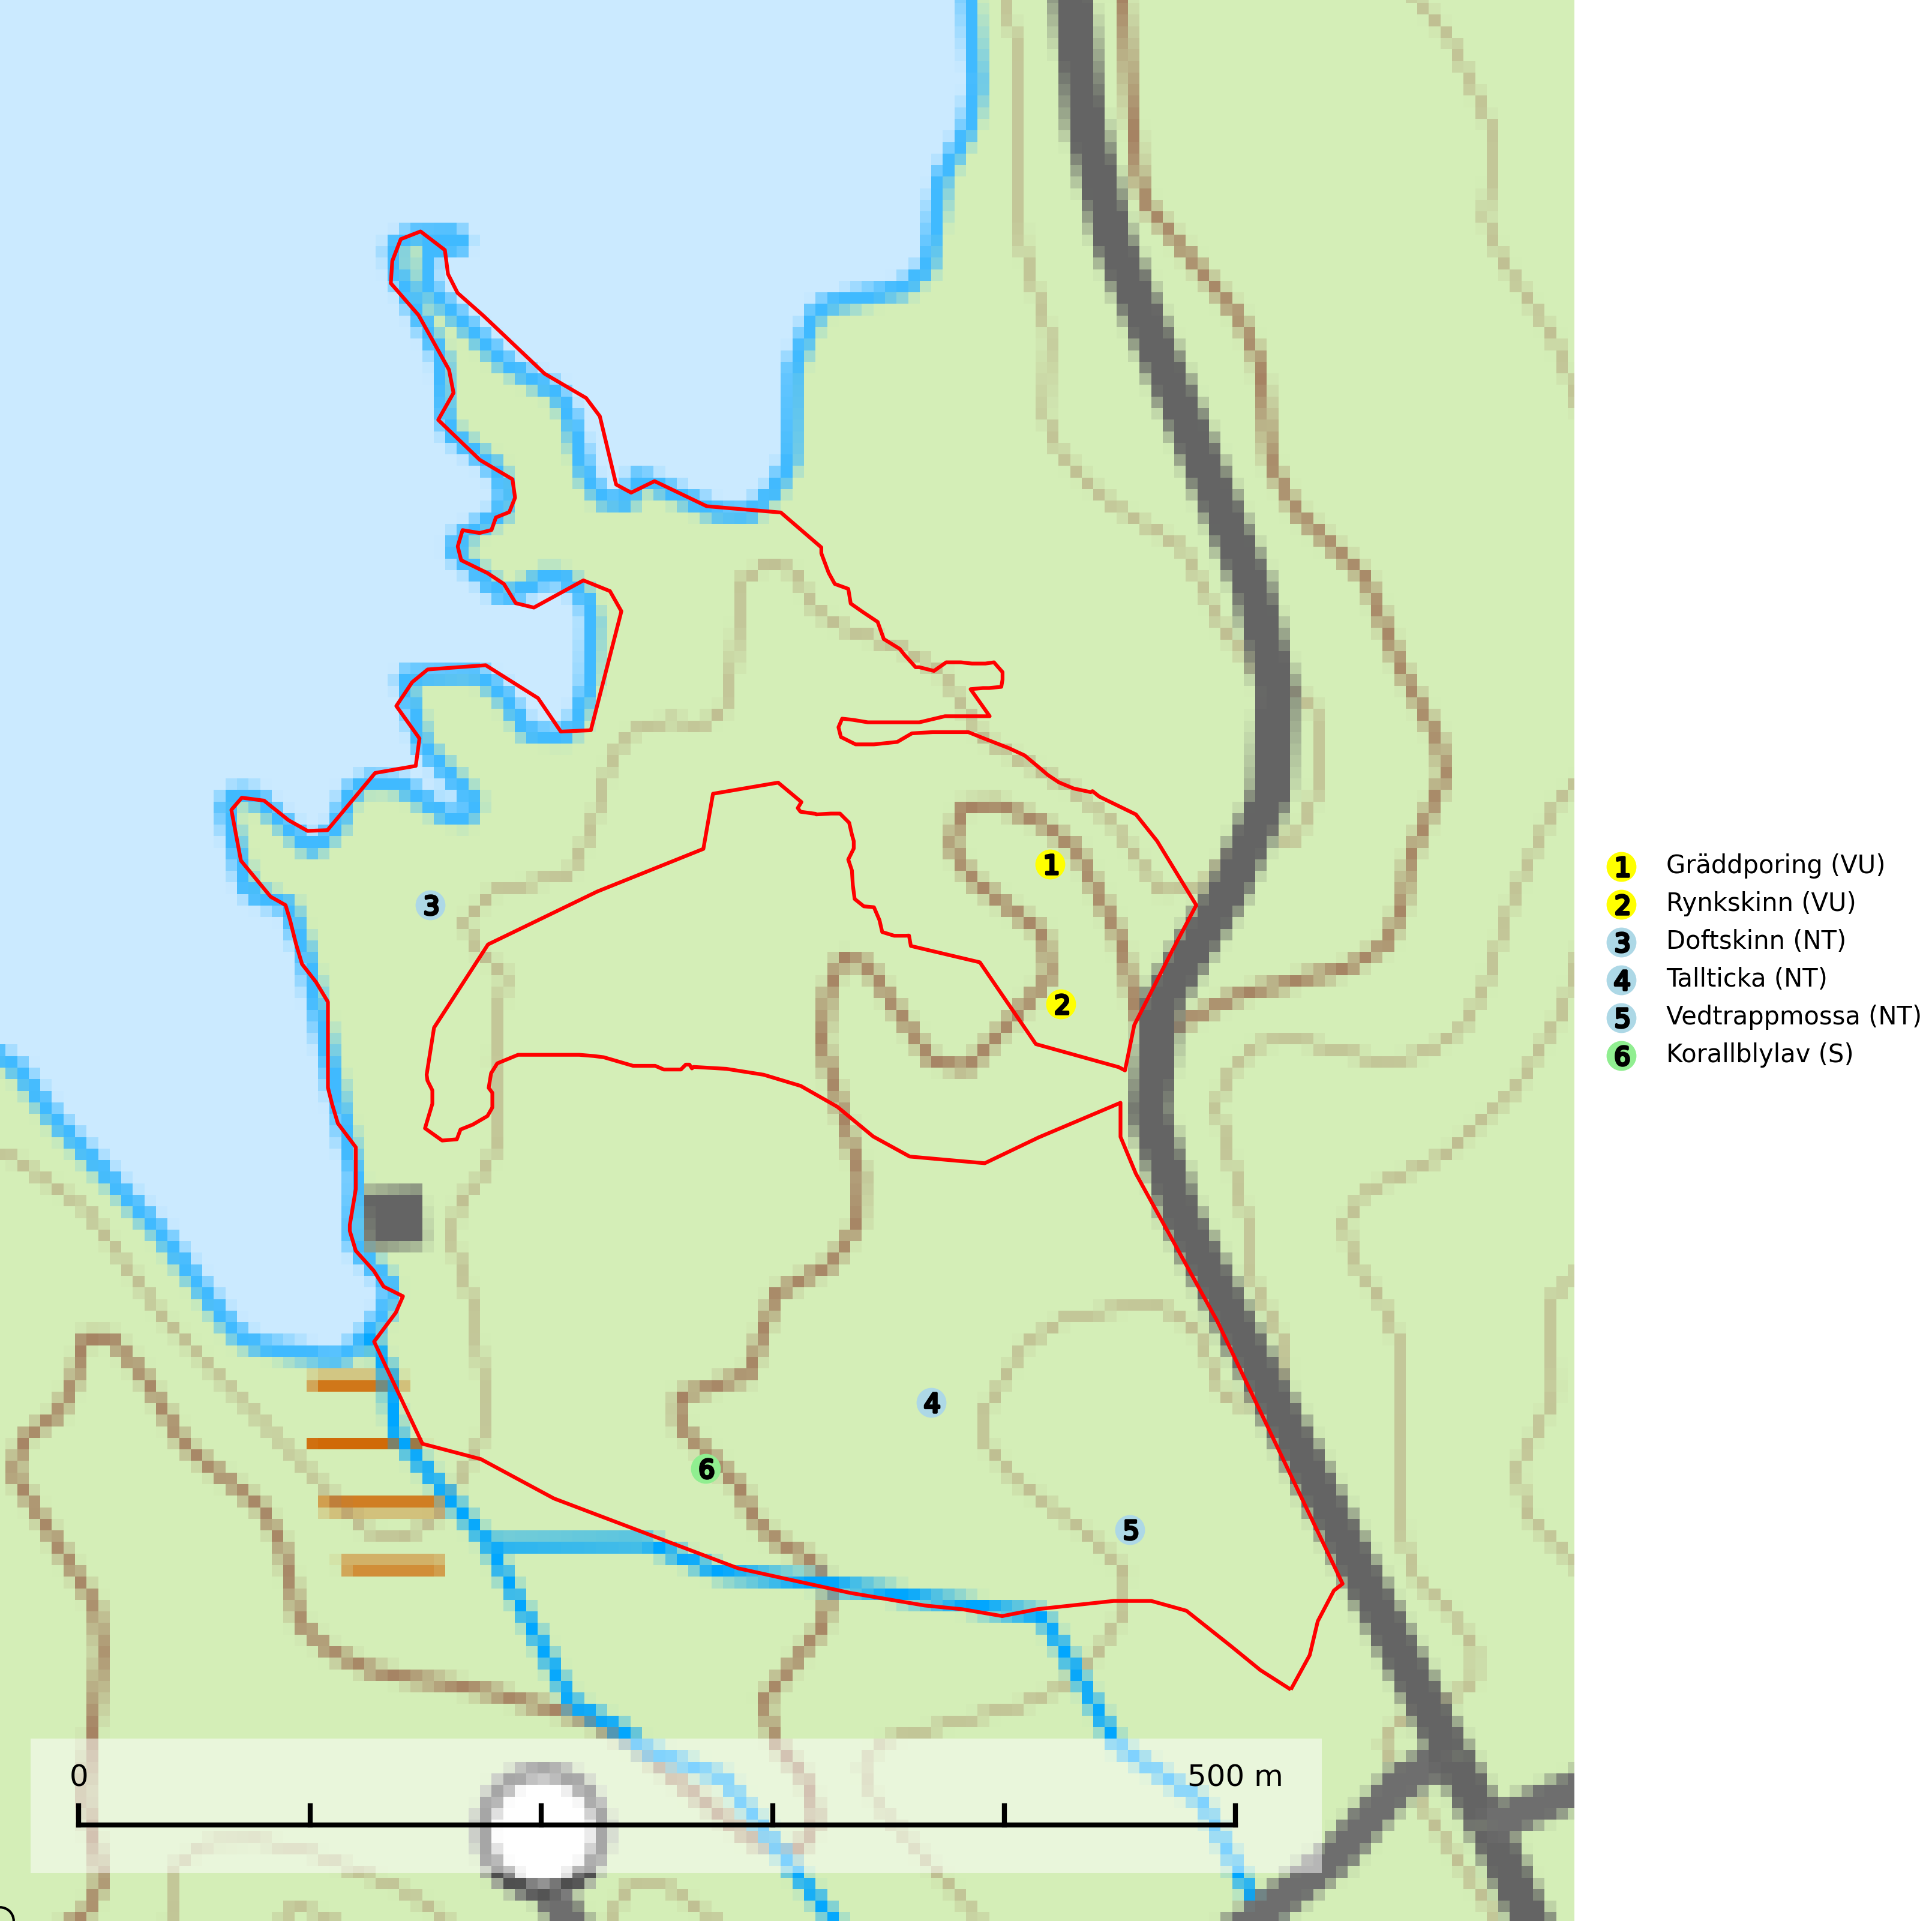 1
3
2
4
6
5
0
500 m
1 Gräddporing (VU)
2 Rynkskinn (VU)
3 Doftskinn (NT)
4 Tallticka (NT)
5 Vedtrappmossa (NT)
6 Korallblylav (S)